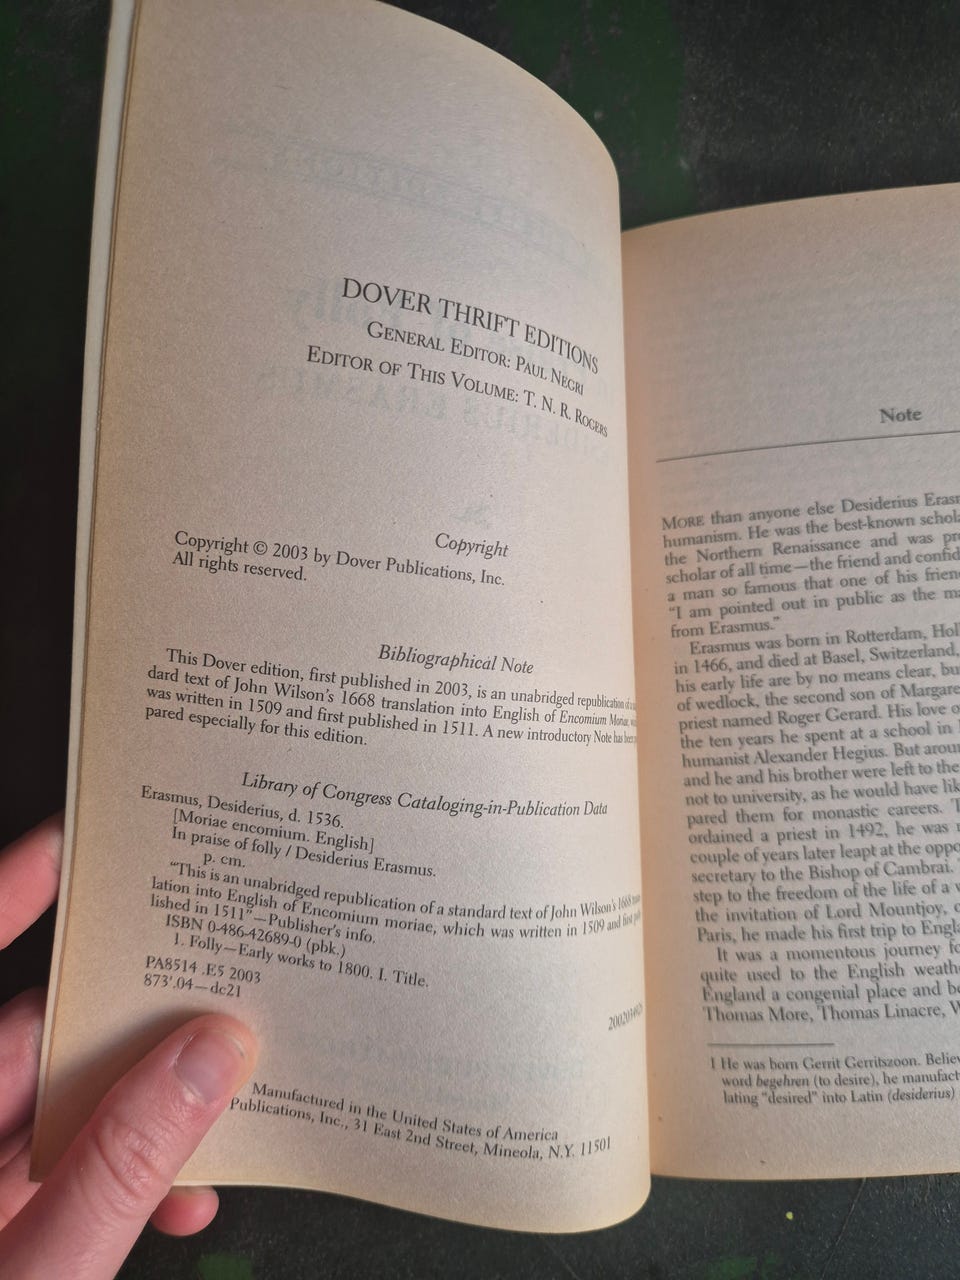 DOVER THRIFT EDITIONS
GENERAL EDITOR: PAUL NEGRI
EDITOR OF THIS VOLUME: T. N. R. ROGERS
Copyright
Copyright © 2003 by Dover Publications, Inc.
All rights reserved.
Bibliographical Note
This Dover edition, first published in 2003, is an unabridged republication of a
dard text of John Wilson's 1668 translation into English of Encomium Moriae,
was written in 1509 and first published in 1511. A new introductory Note has been
pared especially for this edition.
Library of Congress Cataloging-in-Publication Data
Erasmus, Desiderius, d. 1536.
[Moriae encomium. English]
In praise of folly / Desiderius Erasmus.
p. cm.
"This is an unabridged republication of a standard text of John Wilson's 1668
lation into English of Encomium moriae, which was written in 1509 and first
lished in 1511"—Publisher's info.
ISBN 0-486-42689-0 (pbk.)
1. Folly—Early works to 1800. I. Title.
PA8514 .E5 2003
873'.04—dc21
Manufactured in the United States of America
Publications, Inc., 31 East 2nd Street, Mineola, N.Y. 11501
Note
MORE than anyone else Desiderius
humanism. He was the best-known
the Northern Renaissance and was
scholar of all time—the friend and
a man so famous that one of his
"I am pointed out in public as the
from Erasmus."
Erasmus was born in Rotterdam,
in 1466, and died at Basel, Switzerland,
his early life are by no means clear,
of wedlock, the second son of
priest named Roger Gerard. His love
the ten years he spent at a school in
humanist Alexander Hegius. But
and he and his brother were left to
not to university, as he would have
pared them for monastic careers.
ordained a priest in 1492, he was
couple of years later leapt at the
secretary to the Bishop of Cambrai.
step to the freedom of the life of a
the invitation of Lord Mountjoy,
Paris, he made his first trip to
It was a momentous journey
quite used to the English
England a congenial place and
Thomas More, Thomas Linacre,
1 He was born Gerrit Gerritszoon.
word begehren (to desire), he
lating "desired" into Latin (desiderius)